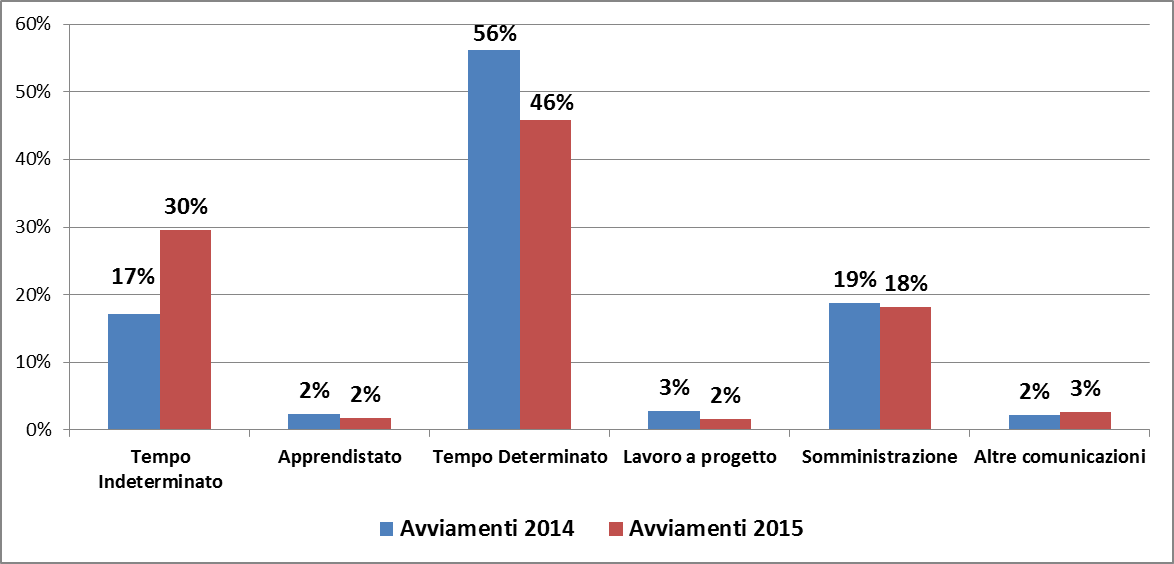 60%
50%
40%
30%
20%
10%
0%
17%
30%
2%
2%
56%
46%
3%
2%
19%
18%
2%
3%
Tempo
Indeterminato
Apprendistato
Tempo Determinato
Lavoro a progetto
Somministrazione
Altre comunicazioni
Avviamenti 2014
Avviamenti 2015